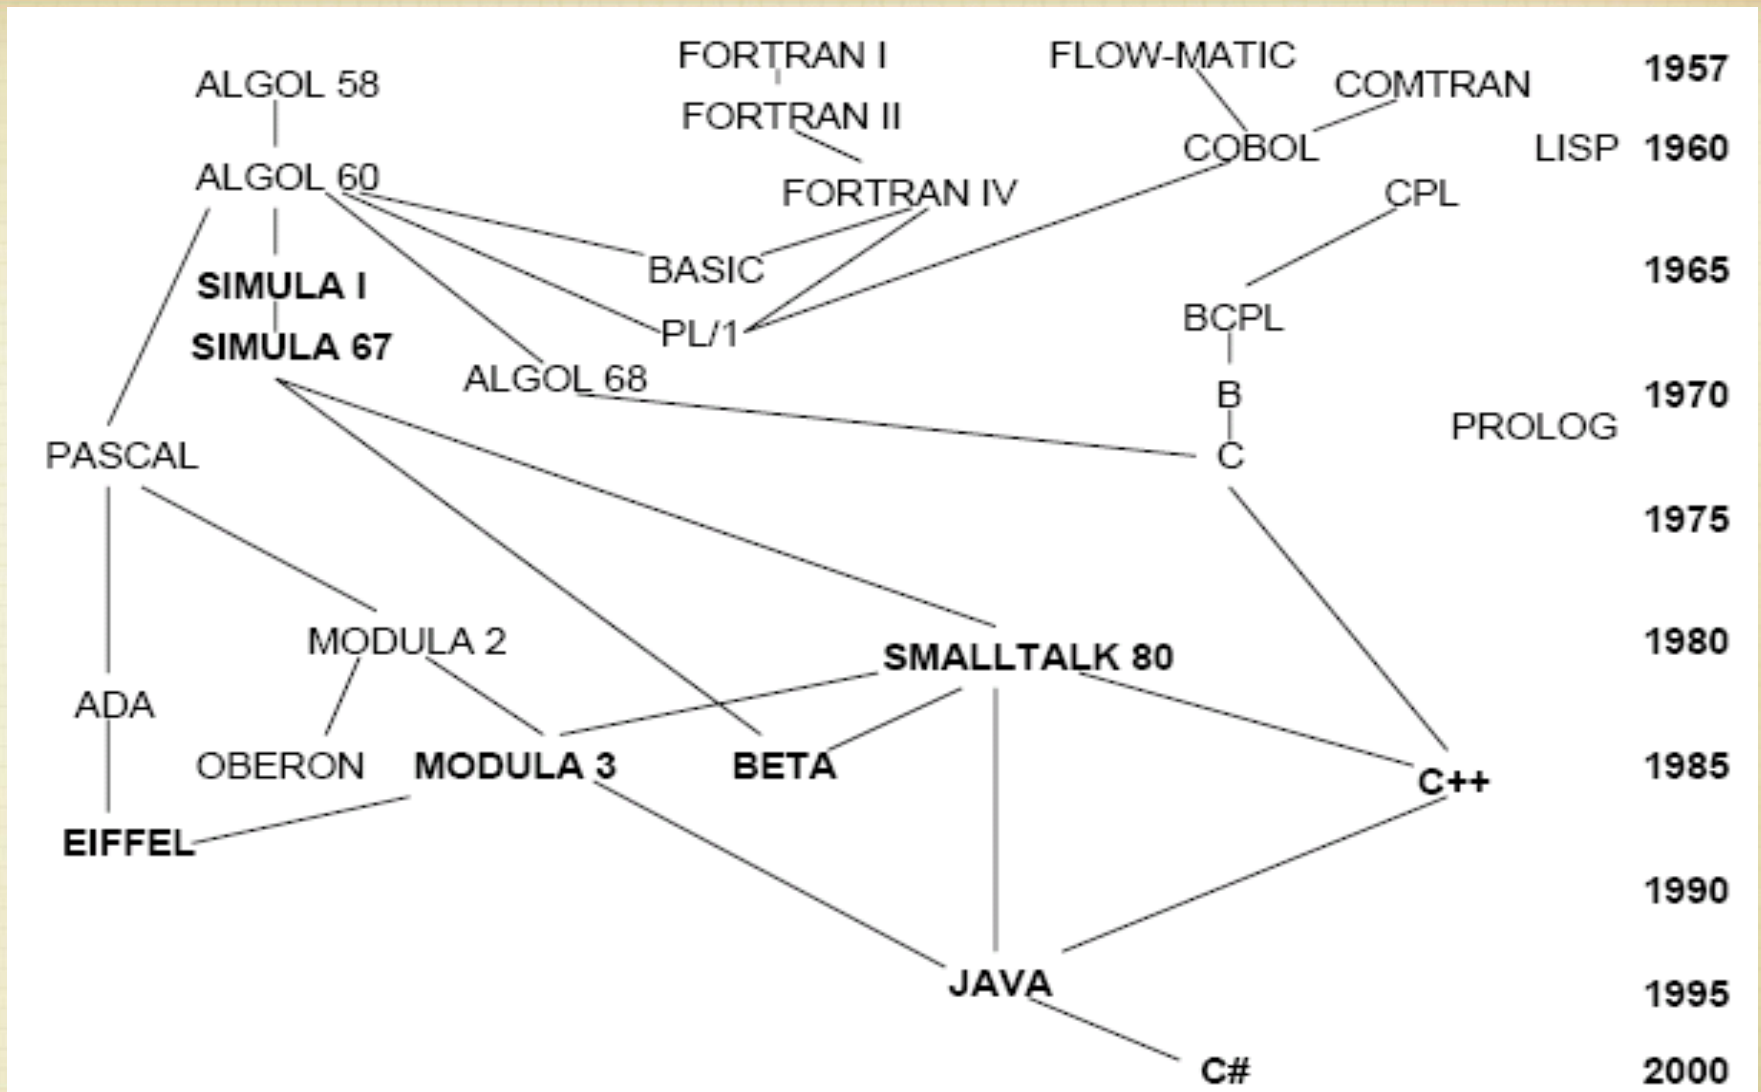 FORTRAN I
FLOW-MATIC
1957
ALGOL 58
COMTRAN
FORTRAN II
COBOL
LISP
1960
ALGOL 60
FORTRAN IV
CPL
BASIC
1965
SIMULA I
BCPL
PL/1
SIMULA 67
ALGOL 68
B
1970
PROLOG
PASCAL
C
1975
MODULA 2
1980
SMALLTALK 80
ADA
OBERON
MODULA 3
BETA
1985
C++
EIFFEL
1990
JAVA
1995
C#
2000